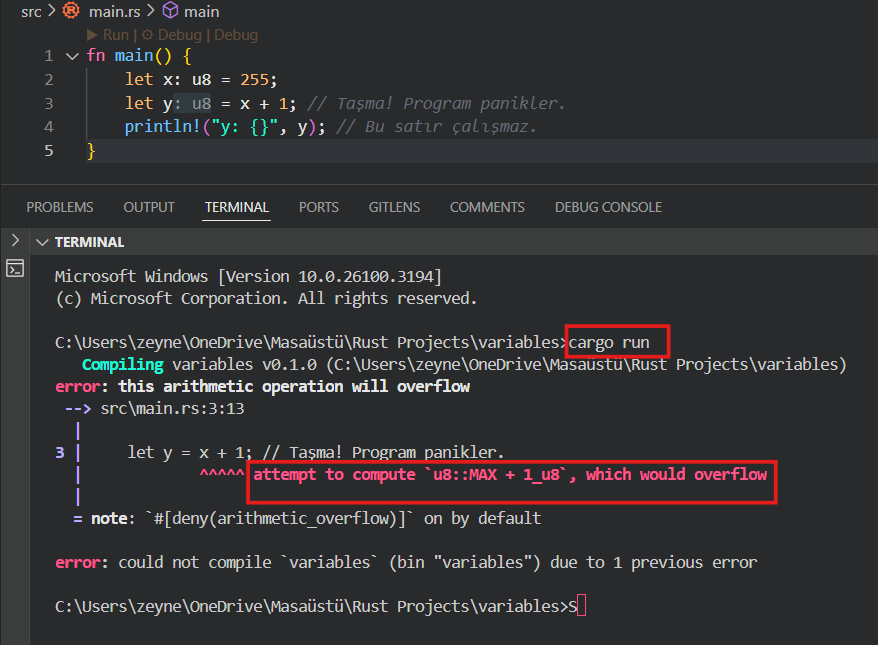 src > main.rs > main
Run | Debug | Debug
1 fn main() {
2 let x: u8 = 255;
3 let y: u8 = x + 1; // Taşma! Program panikler.
4 println!("y: {}", y); // Bu satır çalışmaz.
5 }
PROBLEMS OUTPUT TERMINAL PORTS GITLENS COMMENTS DEBUG CONSOLE
TERMINAL
Microsoft Windows [Version 10.0.26100.3194]
(c) Microsoft Corporation. All rights reserved.
C:\Users\zeyne\OneDrive\Masaüstü\Rust Projects\variables>cargo run
Compiling variables v0.1.0 (C:\Users\zeyne\OneDrive\Masaüstü\Rust Projects\variables)
error: this arithmetic operation will overflow
--> src\main.rs:3:13
|
3 | let y = x + 1; // Taşma! Program panikler.
| ^^^^^ attempt to compute `u8::MAX + 1_u8`, which would overflow
|
= note: `#[deny(arithmetic_overflow)]` on by default
error: could not compile `variables` (bin "variables") due to 1 previous error
C:\Users\zeyne\OneDrive\Masaüstü\Rust Projects\variables>S